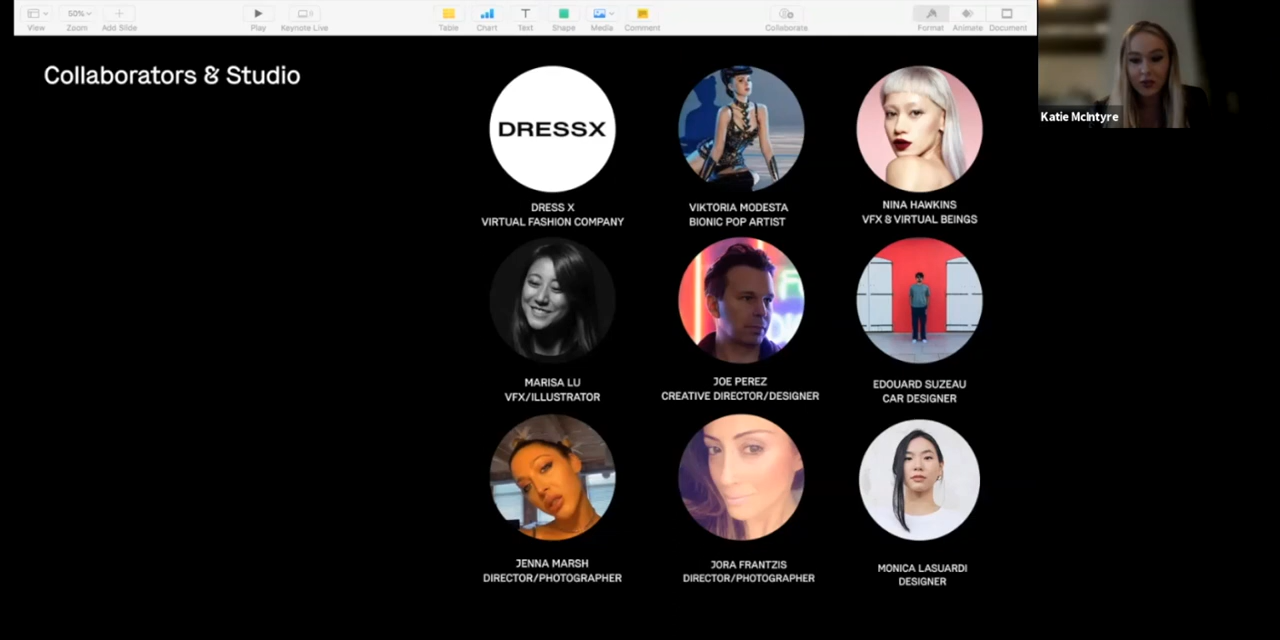 50%
View
Zoom
Add Slide
Play
Keynote Live
Table
Chart
Text
Shape
Media
Comment
Collaborate
Format
Animate
Document
Katie McIntyre
Collaborators & Studio
DRESSX
DRESS X
VIRTUAL FASHION COMPANY
VIKTORIA MODESTA
BIONIC POP ARTIST
NINA HAWKINS
VFX & VIRTUAL BEINGS
MARISA LU
VFX/ILLUSTRATOR
JOE PEREZ
CREATIVE DIRECTOR/DESIGNER
EDOUARD SUZEAU
CAR DESIGNER
JENNA MARSH
DIRECTOR/PHOTOGRAPHER
JORA FRANTZIS
DIRECTOR/PHOTOGRAPHER
MONICA LASUARDI
DESIGNER